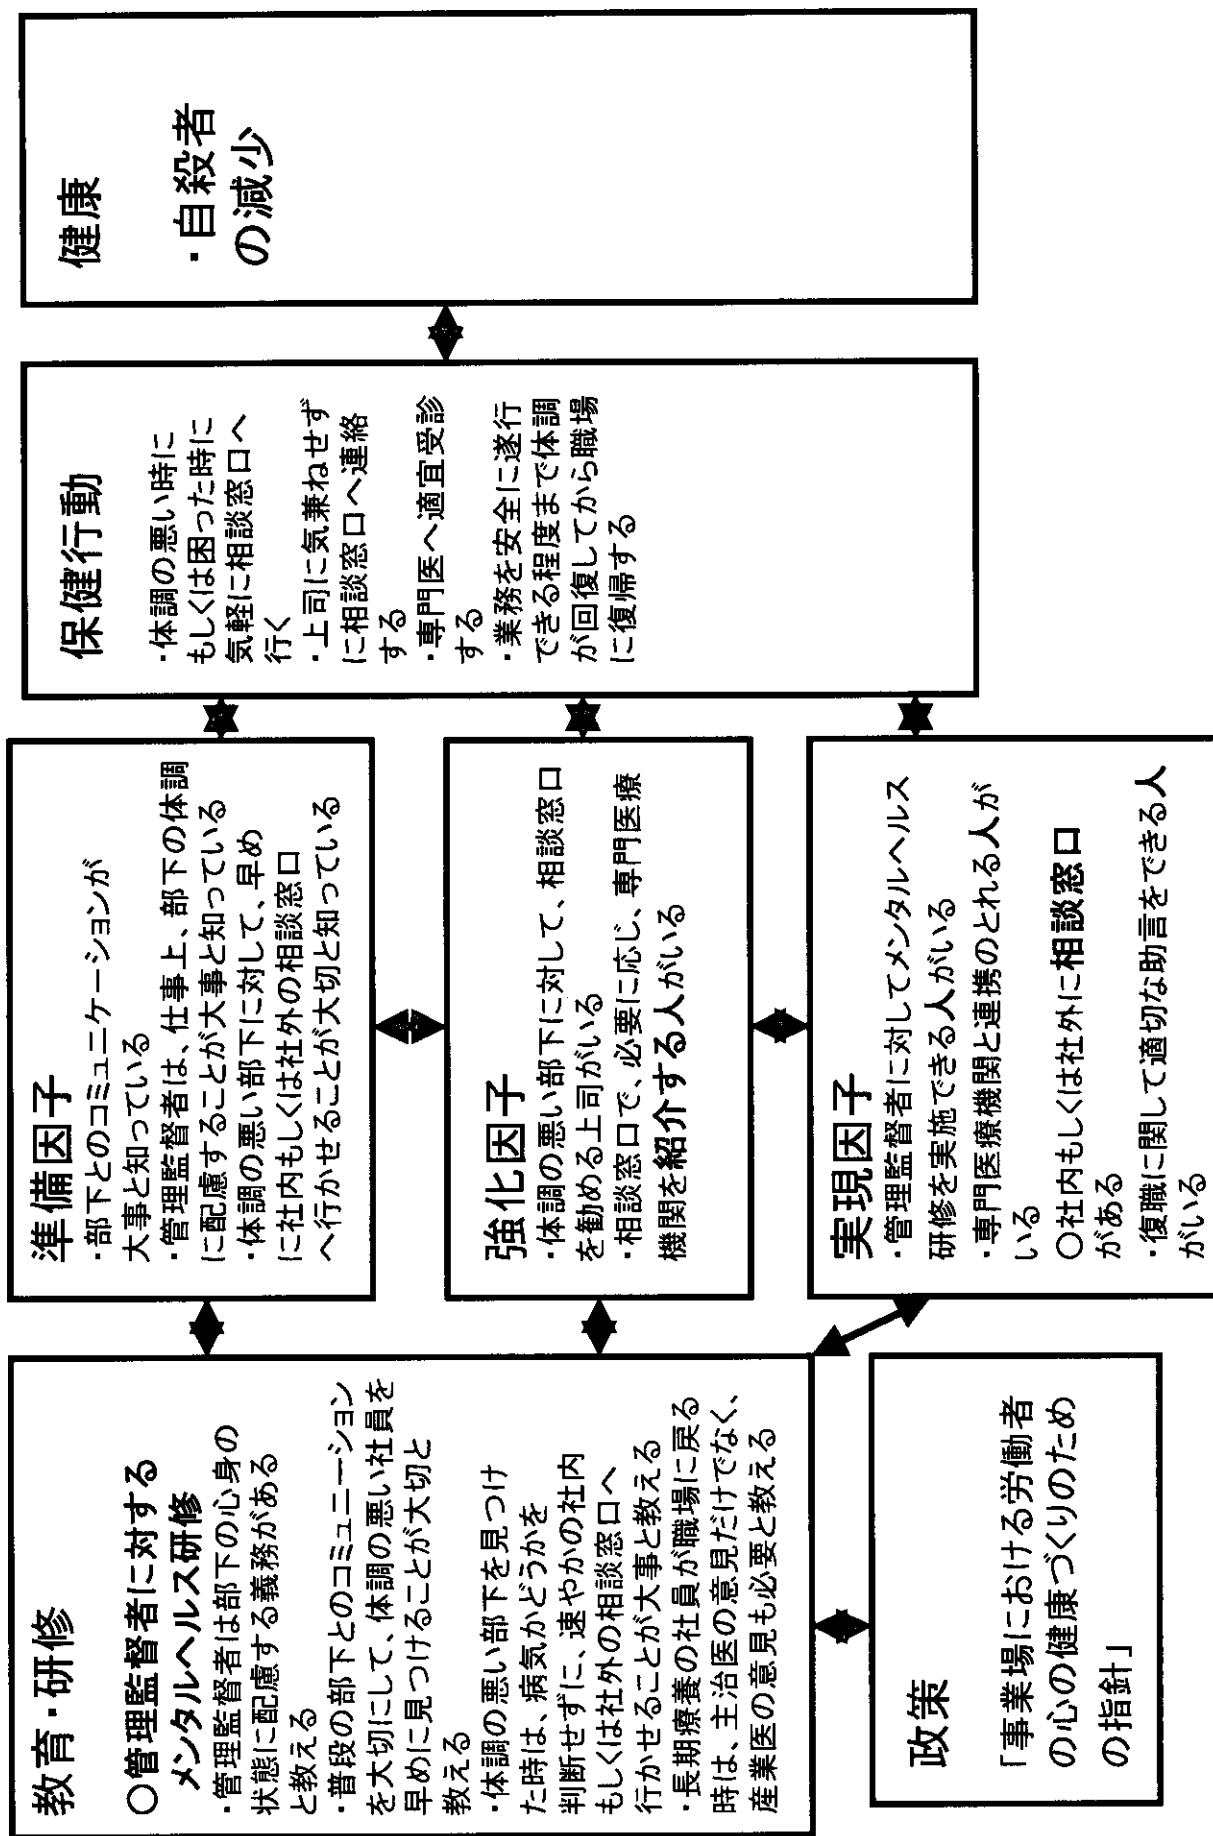 教育・研修
○管理監督者に対する
メンタルヘルス研修
・管理監督者は部下の心身の
状態に配慮する義務がある
と教える
・普段の部下とのコミュニーション
を大切にして、体調の悪い社員を
早めに見つけることが大切と
教える
・体調の悪い部下を見つけ
た時は、病気かどうかを
判断せずに、速やかの社内
もしくは社外の相談窓口へ
行かせることが大事と教える
・長期療養の社員が職場に戻る
時は、主治医の意見だけでなく、
産業医の意見も必要と教える
政策
「事業場における労働者
の心の健康づくりのため
の指針」
準備因子
・部下とのコミュニケーションが
大事と知っている
・管理監督者は、仕事上、部下の体調
に配慮することが大事と知っている
・体調の悪い部下に対して、早め
に社内もしくは社外の相談窓口
へ行かせることが大切と知っている
強化因子
・体調の悪い部下に対して、相談窓口
を勧める上司がいる
・相談窓口で、必要に応じ、専門医療
機関を紹介する人がいる
実現因子
・管理監督者に対してメンタルヘルス
研修を実施できる人がいる
・専門医療機関と連携のとれる人が
いる
○社内もしくは社外に相談窓口
がある
・復職に関して適切な助言をできる人
がいる
保健行動
・体調の悪い時に
もしくは困った時に
気軽に相談窓口へ
行く
・上司に気兼ねせず
に相談窓口へ連絡
する
・専門医へ適宜受診
する
・業務を安全に遂行
できる程度まで体調
が回復してから職場
に復帰する
健康
・自殺者
の減少